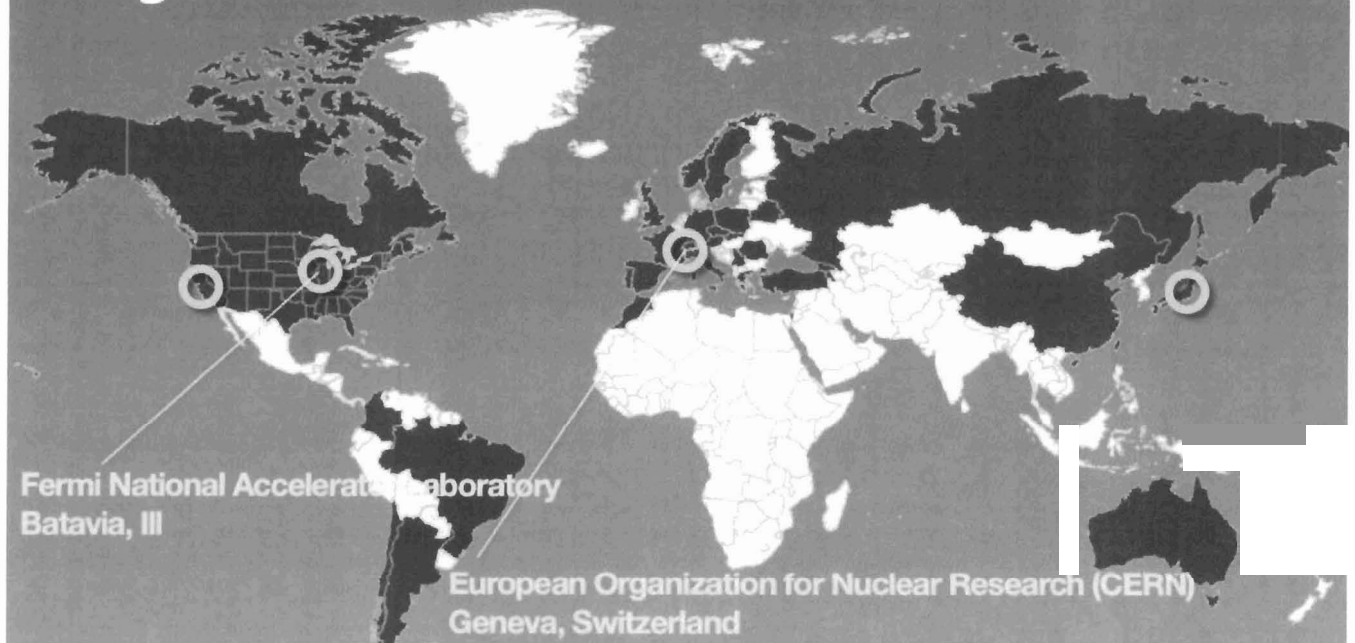 Fermi National Accelerator Laboratory
Batavia, Ill
European Organization for Nuclear Research (CERN)
Geneva, Switzerland